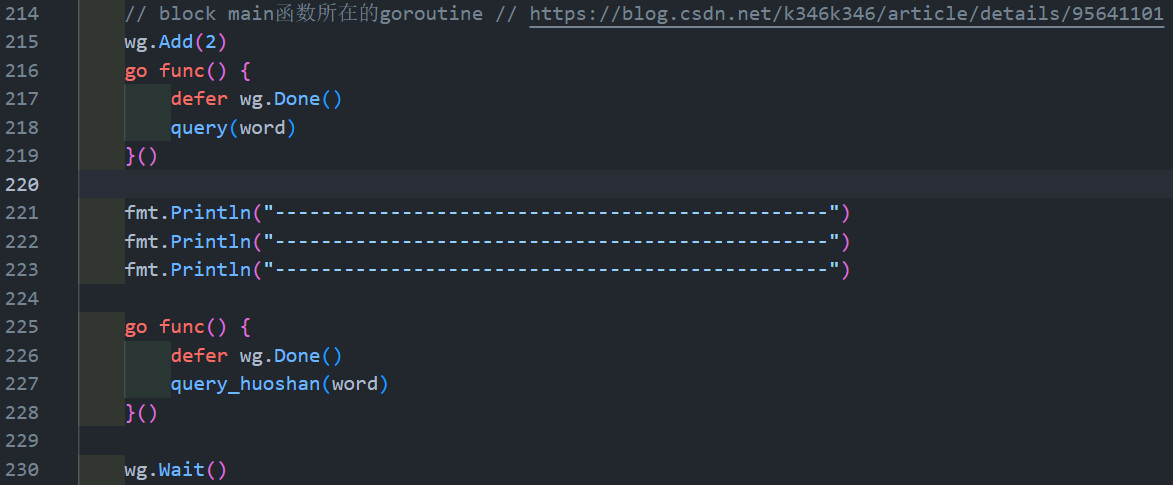 214 // block main函数所在的goroutine // https://blog.csdn.net/k346k346/article/details/95641101
215 wg.Add(2)
216 go func() {
217 defer wg.Done()
218 query(word)
219 }()
220
221 fmt.Println("------------------------------------------------")
222 fmt.Println("------------------------------------------------")
223 fmt.Println("------------------------------------------------")
224
225 go func() {
226 defer wg.Done()
227 query_huoshan(word)
228 }()
229
230 wg.Wait()